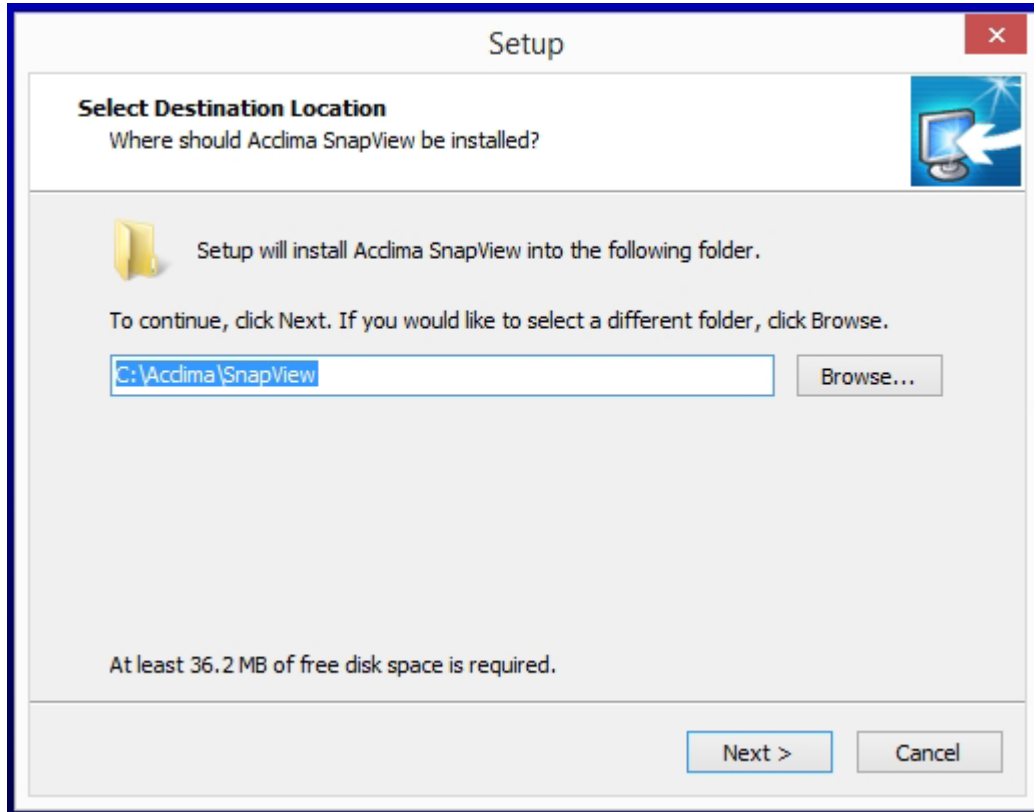 Setup
Select Destination Location
Where should Acclima SnapView be installed?
Setup will install Acclima SnapView into the following folder.
To continue, click Next. If you would like to select a different folder, click Browse.
C:\Acclima\SnapView
Browse...
At least 36.2 MB of free disk space is required.
Next >
Cancel